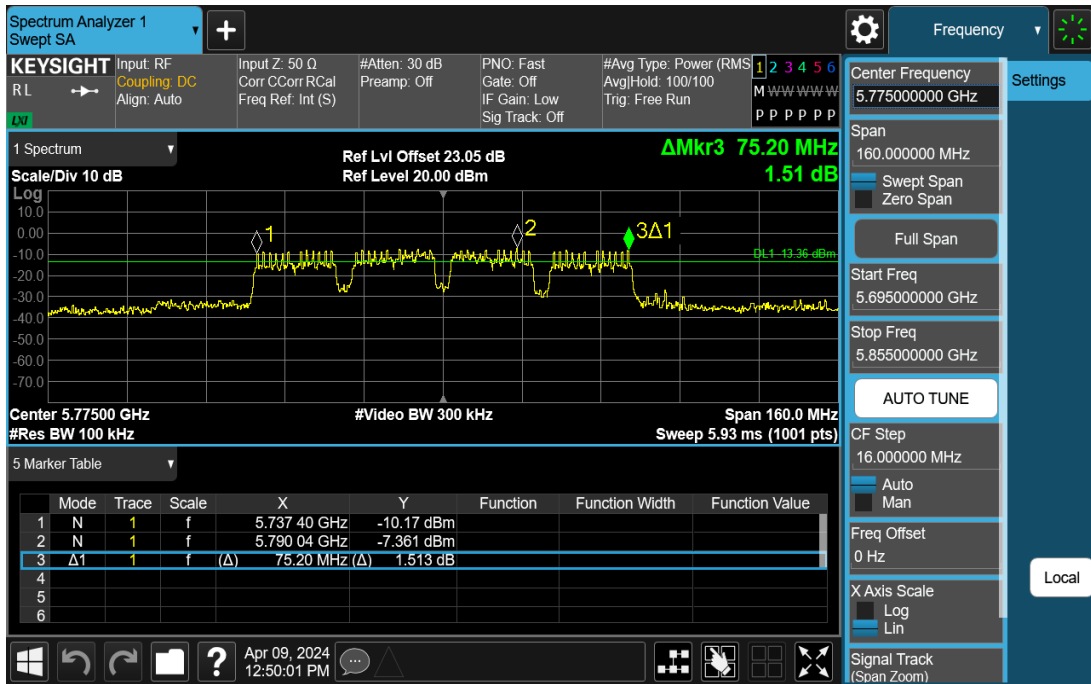 Spectrum Analyzer 1
Swept SA
Frequency
KEYSIGHT
RL
LXI
Input: RF
Coupling: DC
Align: Auto
Input Z: 50 Ω
Corr CCorr RCal
Freq Ref: Int (S)
#Atten: 30 dB
Preamp: Off
PNO: Fast
Gate: Off
IF Gain: Low
Sig Track: Off
#Avg Type: Power (RMS
Avg|Hold: 100/100
Trig: Free Run
1 2 3 4 5 6
M W W W W W
P P P P P P
1 Spectrum
Scale/Div 10 dB
Ref Lvl Offset 23.05 dB
Ref Level 20.00 dBm
ΔMkr3 75.20 MHz
1.51 dB
Log
10.0
0.00
-10.0
-20.0
-30.0
-40.0
-50.0
-60.0
-70.0
1
2
3Δ1
DL1 -13.36 dBm
Center 5.77500 GHz
#Res BW 100 kHz
#Video BW 300 kHz
Span 160.0 MHz
Sweep 5.93 ms (1001 pts)
5 Marker Table
Mode Trace Scale X Y Function Function Width Function Value
1 N 1 f 5.737 40 GHz -10.17 dBm
2 N 1 f 5.790 04 GHz -7.361 dBm
3 Δ1 1 f (Δ) 75.20 MHz (Δ) 1.513 dB
4
5
6
Apr 09, 2024
12:50:01 PM
?
Center Frequency
5.775000000 GHz
Span
160.000000 MHz
Swept Span
Zero Span
Full Span
Start Freq
5.695000000 GHz
Stop Freq
5.855000000 GHz
AUTO TUNE
CF Step
16.000000 MHz
Auto
Man
Freq Offset
0 Hz
X Axis Scale
Log
Lin
Signal Track
(Span Zoom)
Settings
Local